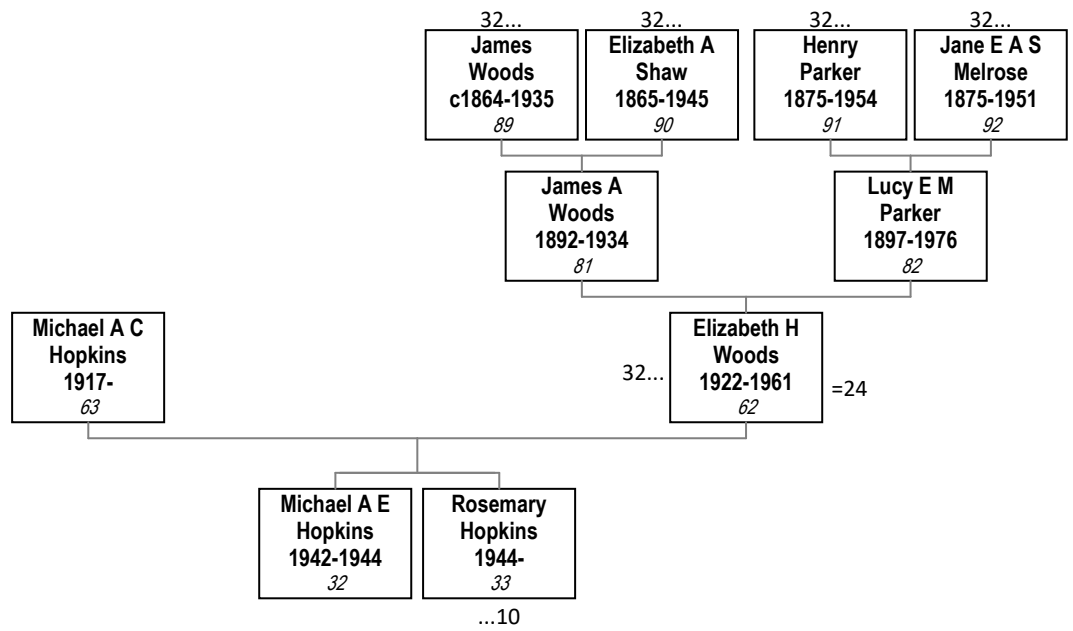 32...
32...
32...
32...
James
Woods
c1864-1935
89
Elizabeth A
Shaw
1865-1945
90
Henry
Parker
1875-1954
91
Jane E A S
Melrose
1875-1951
92
James A
Woods
1892-1934
81
Lucy E M
Parker
1897-1976
82
Michael A C
Hopkins
1917-
63
32...
Elizabeth H
Woods
1922-1961
62
=24
Michael A E
Hopkins
1942-1944
32
Rosemary
Hopkins
1944-
33
...10